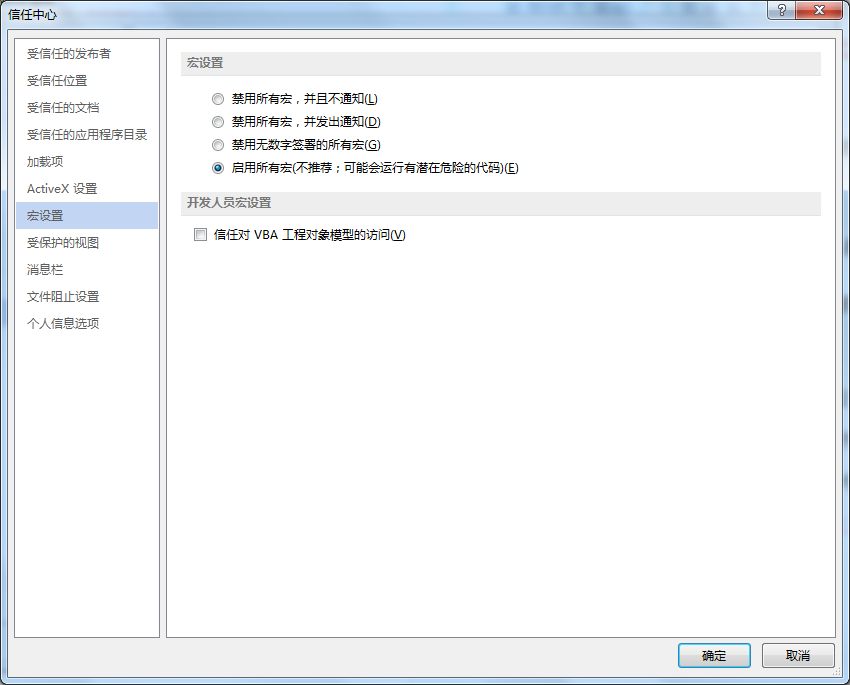 信任中心
受信任的发布者
受信任位置
受信任的文档
受信任的应用程序目录
加载项
ActiveX 设置
宏设置
受保护的视图
消息栏
文件阻止设置
个人信息选项
宏设置
禁用所有宏，并且不通知(L)
禁用所有宏，并发出通知(D)
禁用无数字签署的所有宏(G)
启用所有宏(不推荐；可能会运行有潜在危险的代码)(E)
开发人员宏设置
信任对 VBA 工程对象模型的访问(V)
确定
取消